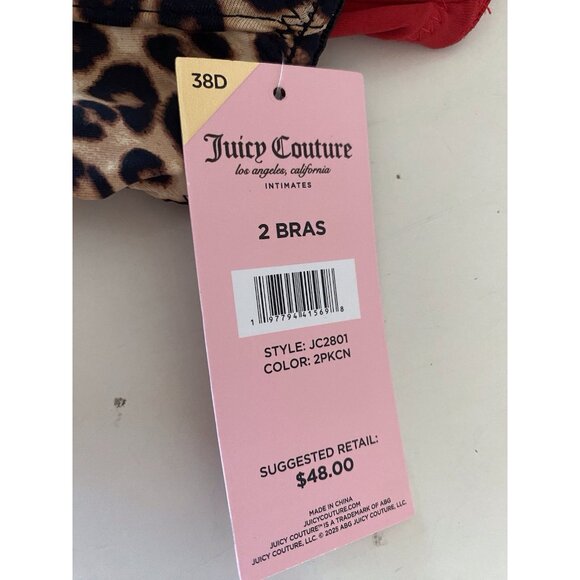 38D
Juicy Couture
los angeles, california
INTIMATES
2 BRAS
1 97794 41569 8
STYLE: JC2801
COLOR: 2PKCN
SUGGESTED RETAIL:
$48.00
MADE IN CHINA
JUICYCOUTURE.COM
JUICY COUTURE™ IS A TRADEMARK OF ABG
JUICY COUTURE, LLC. © 2025 ABG JUICY COUTURE, LLC.